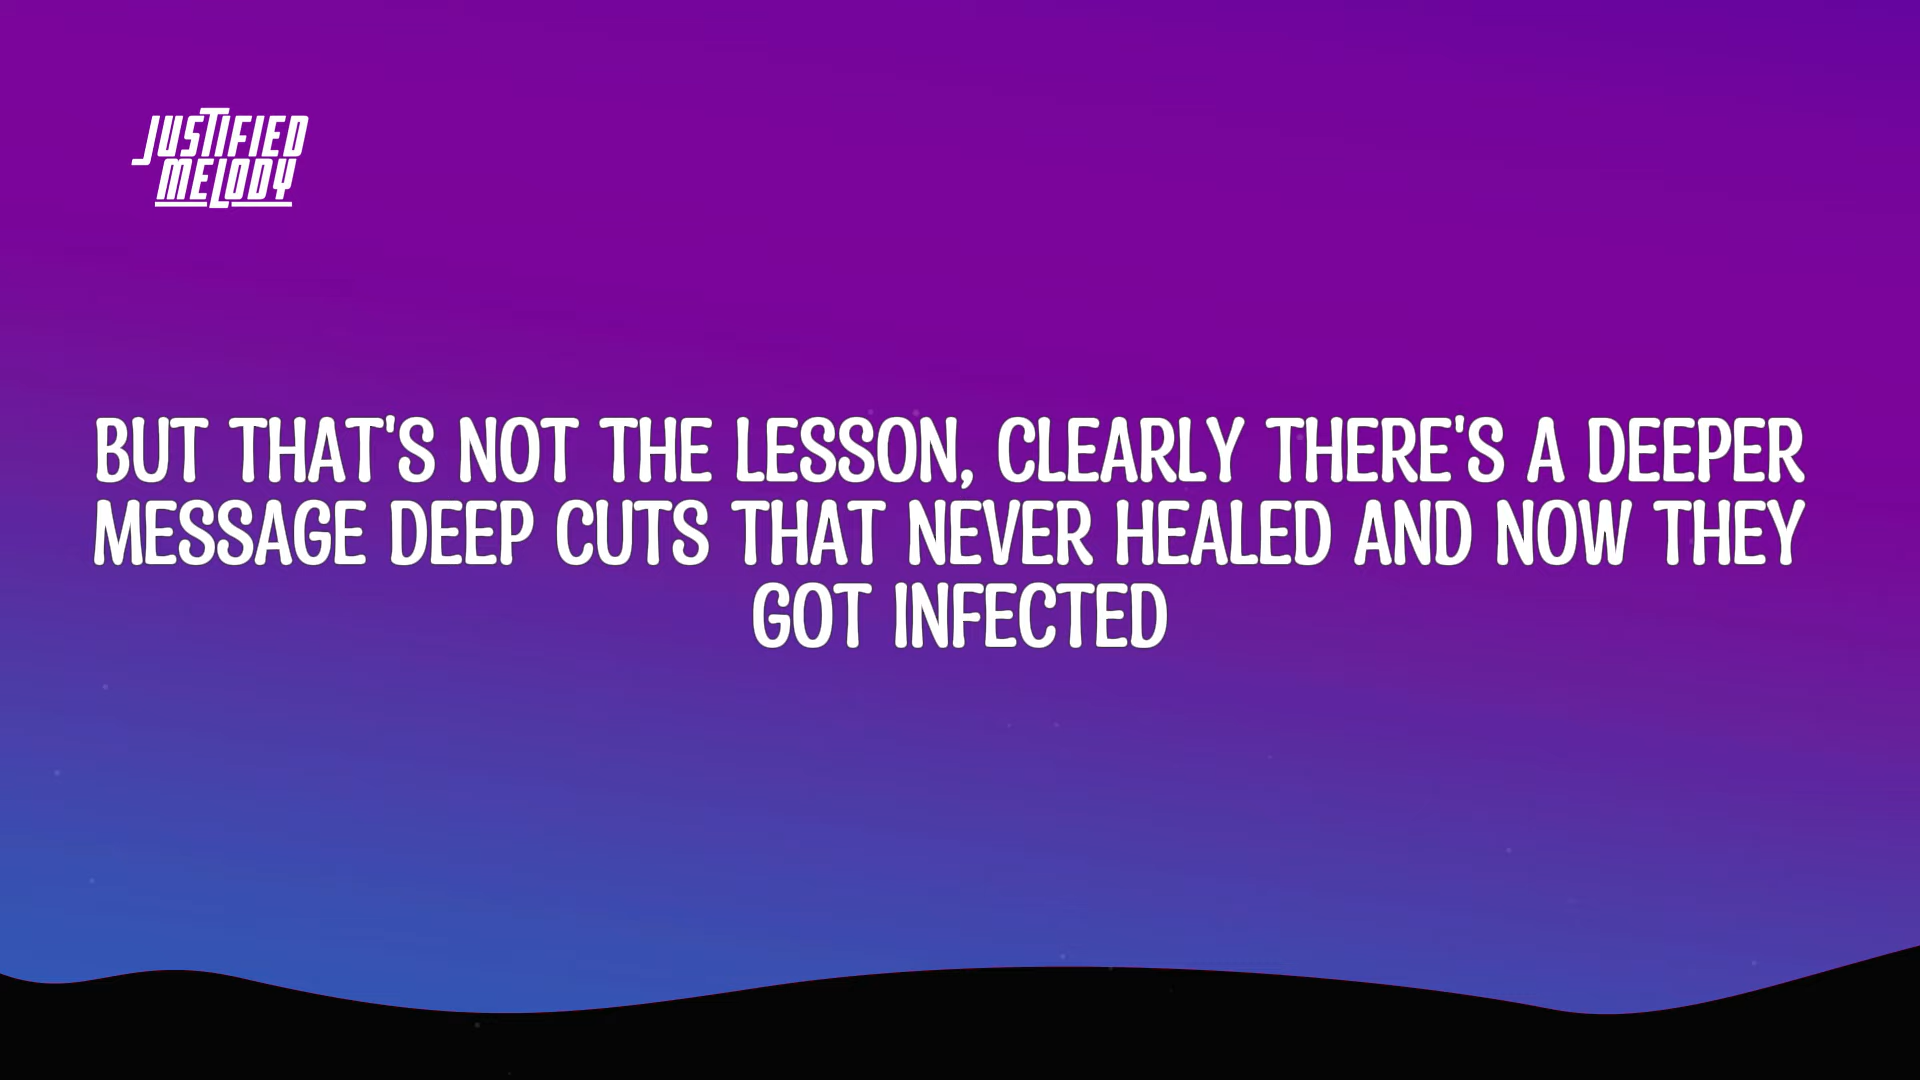 JUSTIFIED
MELODY
BUT THAT'S NOT THE LESSON, CLEARLY THERE'S A DEEPER
MESSAGE DEEP CUTS THAT NEVER HEALED AND NOW THEY
GOT INFECTED